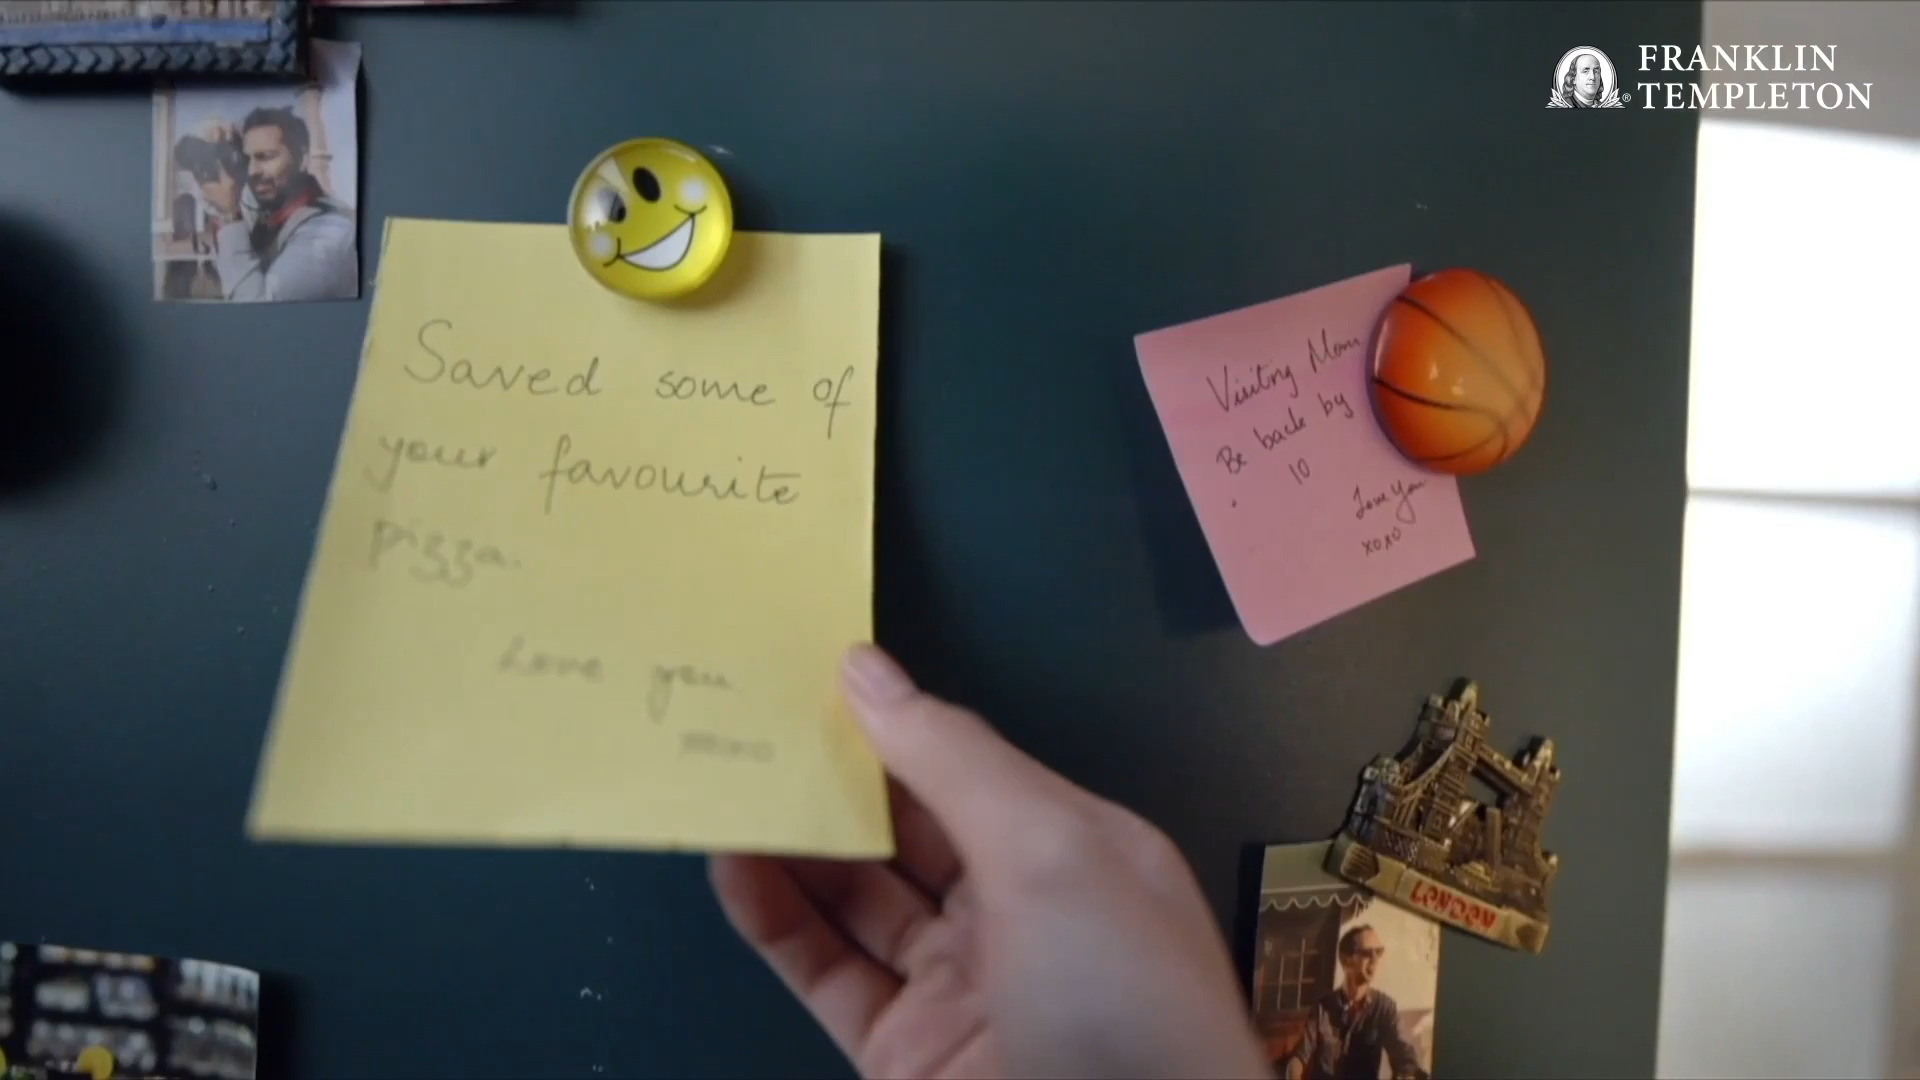 FRANKLIN
TEMPLETON
Saved some of
your favourite
pizza.
Love you
xoxo
Visiting Mom
Be back by
10
Love You
xoxo
LONDON